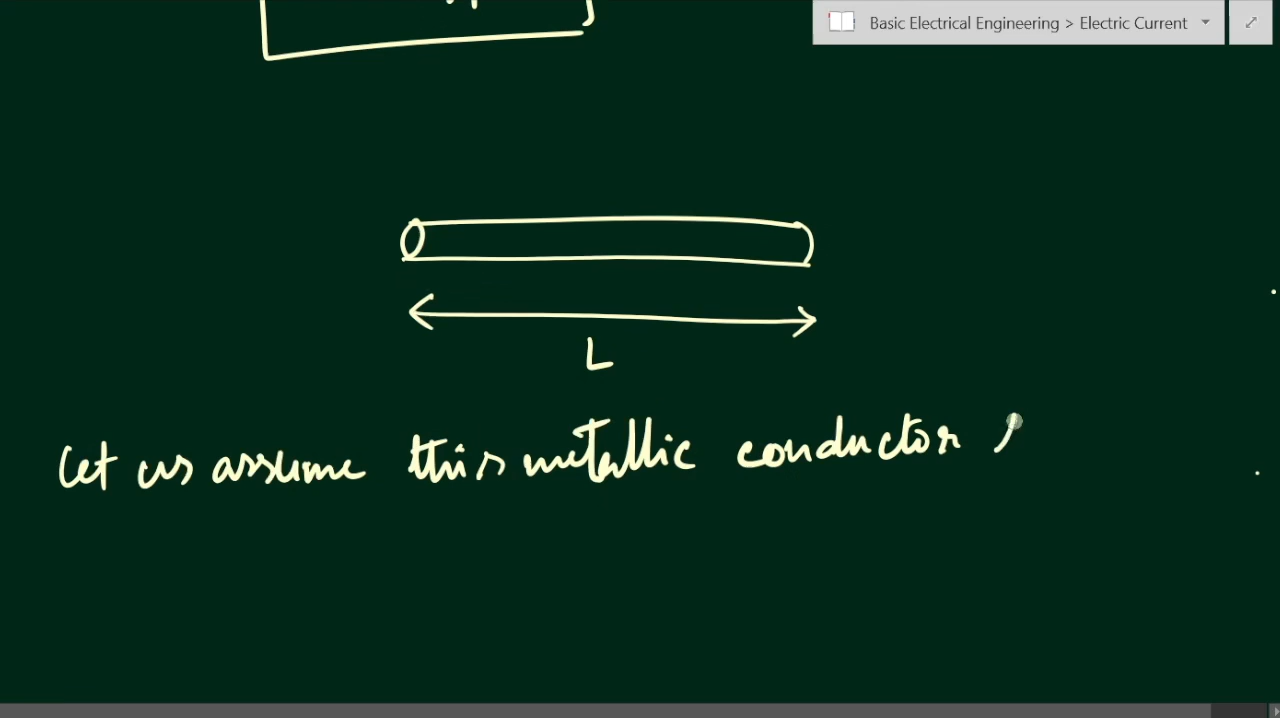 Basic Electrical Engineering > Electric Current
L
Let us assume this metallic conductor